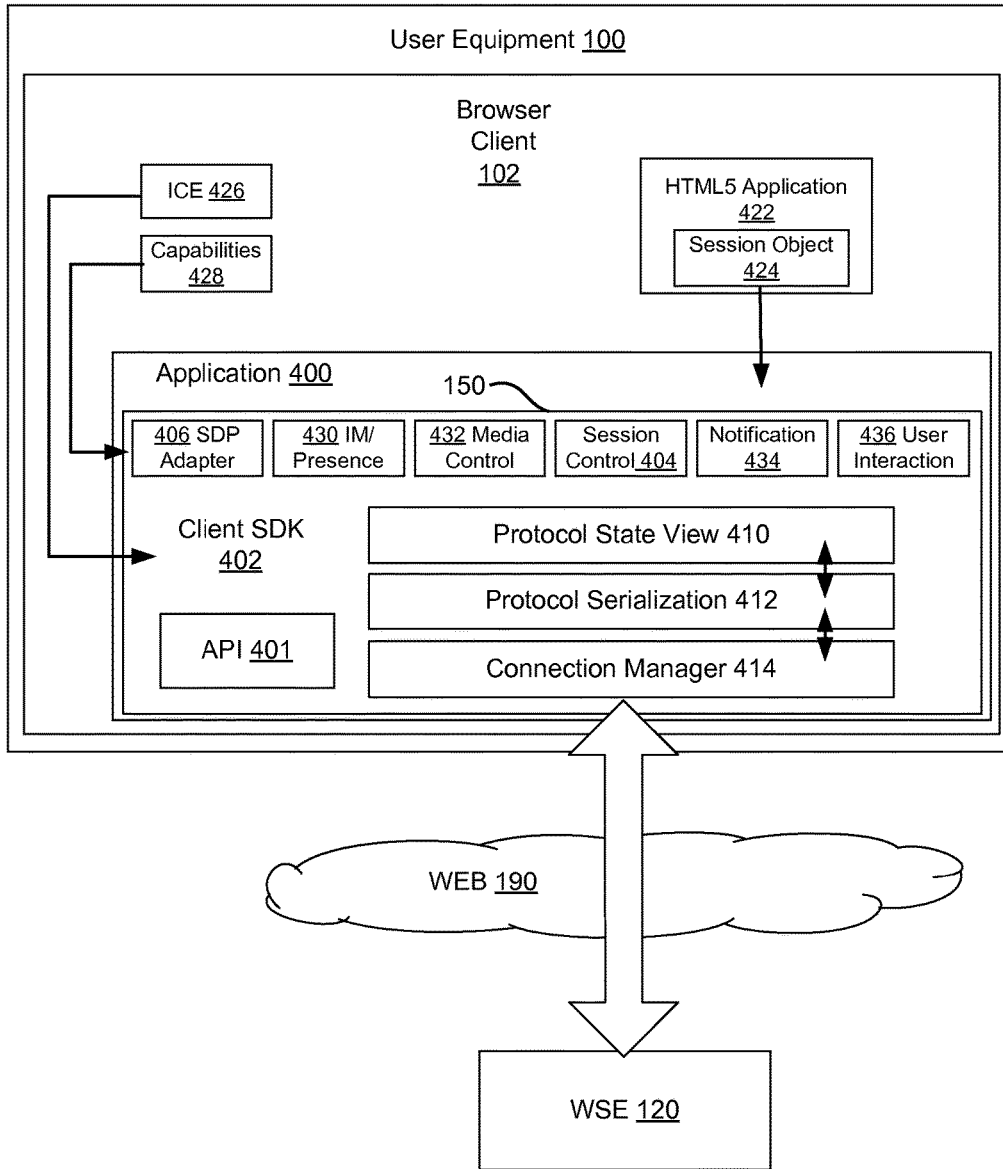 User Equipment 100
Browser
Client
102
ICE 426
HTML5 Application
422
Capabilities
428
Session Object
424
Application 400
150
406 SDP
Adapter
430 IM/
Presence
432 Media
Control
Session
Control 404
Notification
434
436 User
Interaction
Client SDK
402
Protocol State View 410
Protocol Serialization 412
API 401
Connection Manager 414
WEB 190
WSE 120